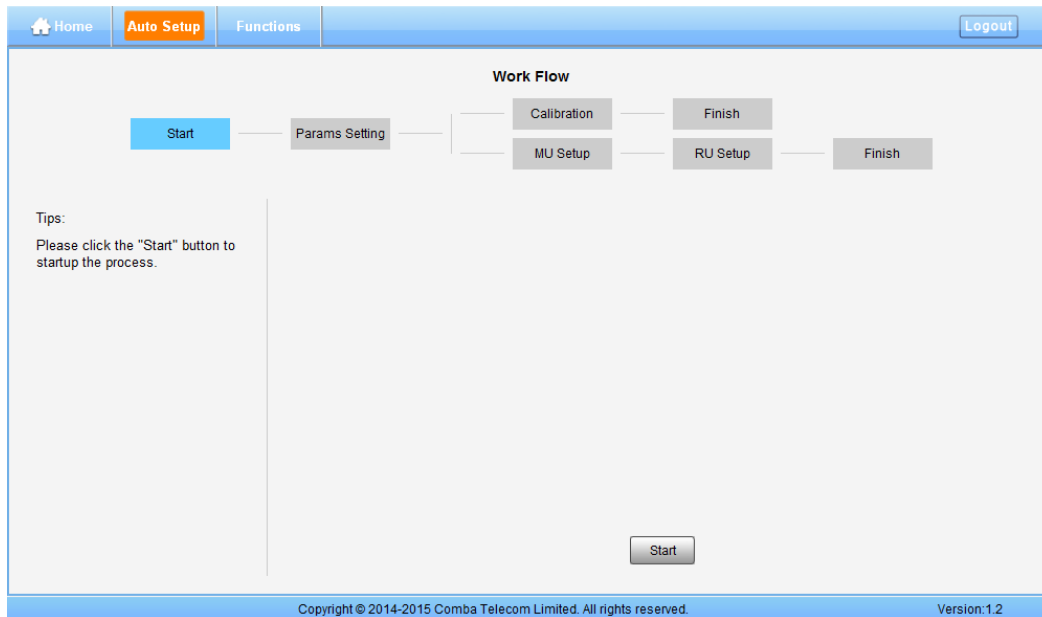 Home Auto Setup Functions Logout
Work Flow
Calibration Finish
Start Params Setting
MU Setup RU Setup Finish
Tips:
Please click the "Start" button to
startup the process.
Start
Copyright © 2014-2015 Comba Telecom Limited. All rights reserved. Version:1.2